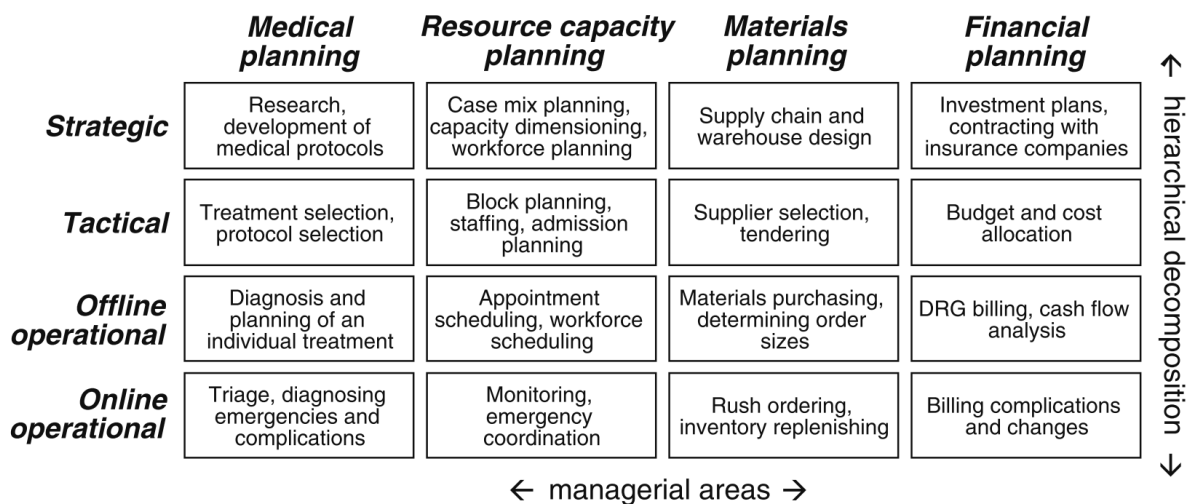 Medical planning
Resource capacity planning
Materials planning
Financial planning
Strategic
Research,
development of
medical protocols
Case mix planning,
capacity dimensioning,
workforce planning
Supply chain and
warehouse design
Investment plans,
contracting with
insurance companies
Tactical
Treatment selection,
protocol selection
Block planning,
staffing, admission
planning
Supplier selection,
tendering
Budget and cost
allocation
Offline
operational
Diagnosis and
planning of an
individual treatment
Appointment
scheduling, workforce
scheduling
Materials purchasing,
determining order
sizes
DRG billing, cash flow
analysis
Online
operational
Triage, diagnosing
emergencies and
complications
Monitoring,
emergency
coordination
Rush ordering,
inventory replenishing
Billing complications
and changes
← hierarchical decomposition →
← managerial areas →